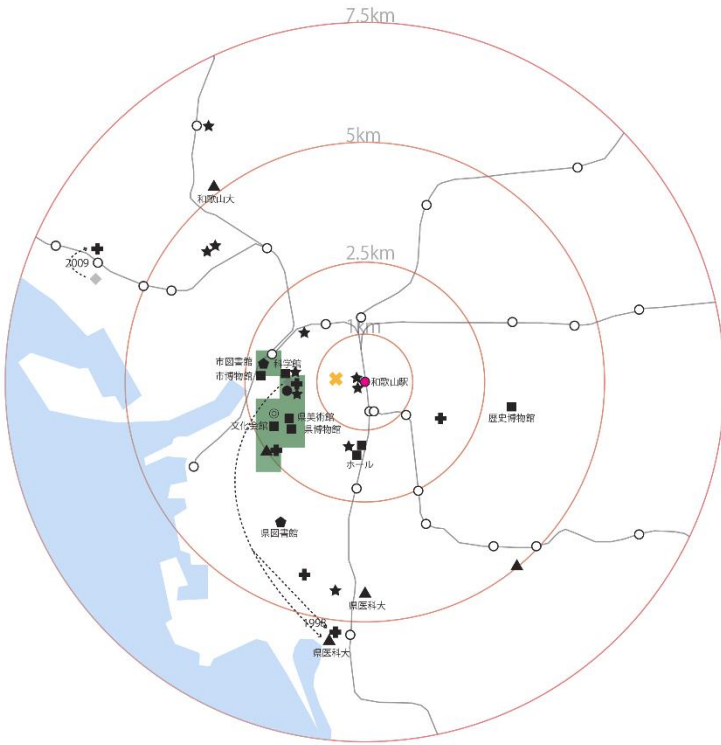 7.5km
5km
和歌山大
2009
2.5km
1km
市図書館
科学館
市博物館
和歌山駅
県美術館
文化会館
県博物館
歴史博物館
ホール
県図書館
県医科大
1998
県医科大